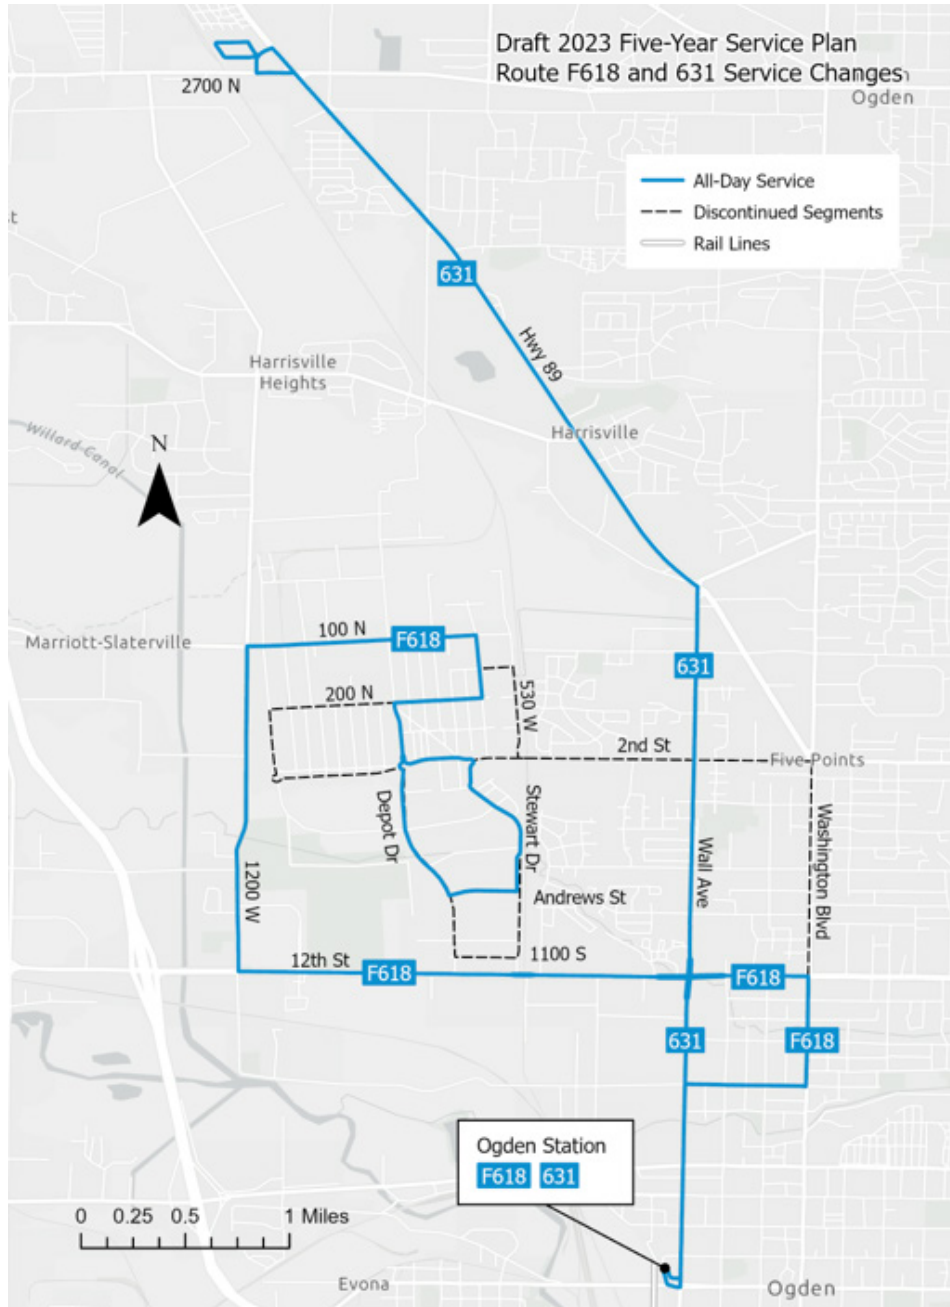 Draft 2023 Five-Year Service Plan
Route F618 and 631 Service Changes
Ogden
2700 N
All-Day Service
Discontinued Segments
Rail Lines
631
Hwy 89
Harrisville
Heights
Harrisville
Willard Canal
N
Marriott-Slaterville
100 N
F618
631
200 N
530 W
2nd St
Five Points
Depot Dr
Stewart Dr
Wall Ave
Washington Blvd
1200 W
Andrews St
1100 S
12th St
F618
F618
631
F618
Ogden Station
F618 631
0 0.25 0.5 1 Miles
Evona
Ogden